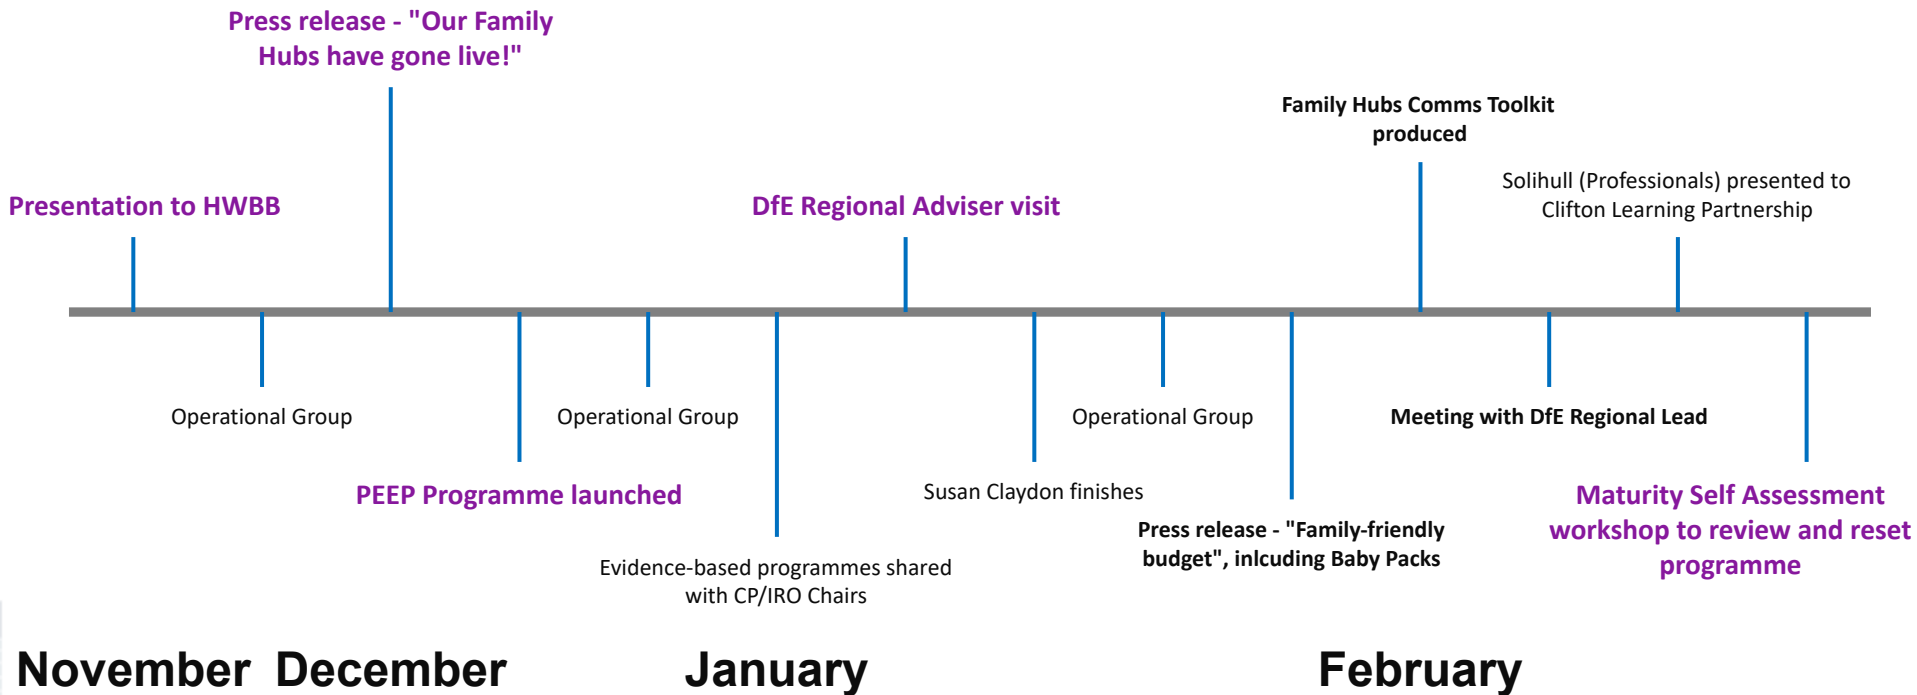 Press release - "Our Family
Hubs have gone live!"
Family Hubs Comms Toolkit
produced
Presentation to HWBB
DfE Regional Adviser visit
Solihull (Professionals) presented to
Clifton Learning Partnership
Operational Group
Operational Group
Operational Group
Meeting with DfE Regional Lead
PEEP Programme launched
Susan Claydon finishes
Press release - "Family-friendly
budget", inlcuding Baby Packs
Maturity Self Assessment
workshop to review and reset
programme
Evidence-based programmes shared
with CP/IRO Chairs
November December January February